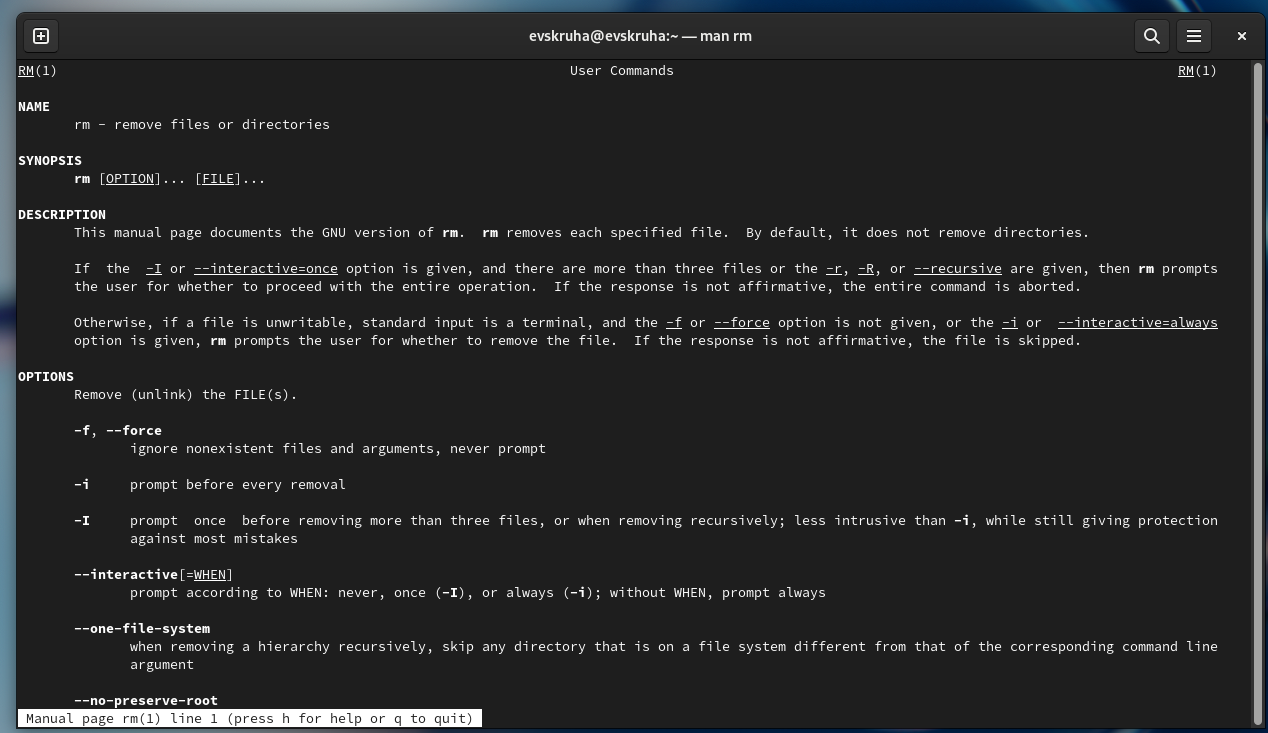 evskruha@evskruha:~ — man rm
RM(1) User Commands RM(1)
NAME
rm - remove files or directories
SYNOPSIS
rm [OPTION]... [FILE]...
DESCRIPTION
This manual page documents the GNU version of rm.  rm removes each specified file.  By default, it does not remove directories.
If  the  -I or --interactive=once option is given, and there are more than three files or the -r, -R, or --recursive are given, then rm prompts
the user for whether to proceed with the entire operation.  If the response is not affirmative, the entire command is aborted.
Otherwise, if a file is unwritable, standard input is a terminal, and the -f or --force option is not given, or the -i or  --interactive=always
option is given, rm prompts the user for whether to remove the file.  If the response is not affirmative, the file is skipped.
OPTIONS
Remove (unlink) the FILE(s).
-f, --force
ignore nonexistent files and arguments, never prompt
-i     prompt before every removal
-I     prompt  once  before removing more than three files, or when removing recursively; less intrusive than -i, while still giving protection
against most mistakes
--interactive[=WHEN]
prompt according to WHEN: never, once (-I), or always (-i); without WHEN, prompt always
--one-file-system
when removing a hierarchy recursively, skip any directory that is on a file system different from that of the corresponding command line
argument
--no-preserve-root
Manual page rm(1) line 1 (press h for help or q to quit)